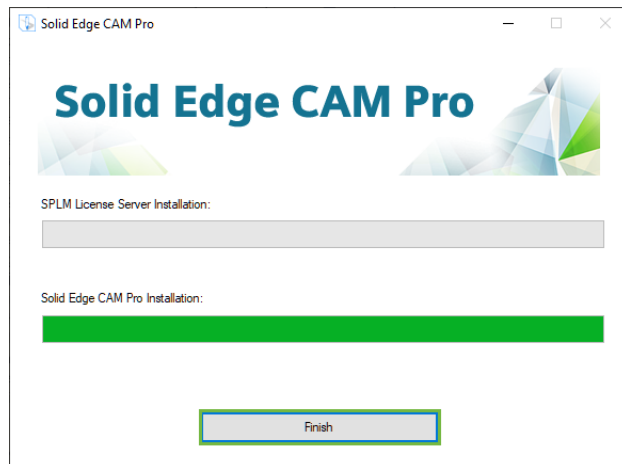 Solid Edge CAM Pro
Solid Edge CAM Pro
SPLM License Server Installation:
Solid Edge CAM Pro Installation:
Finish